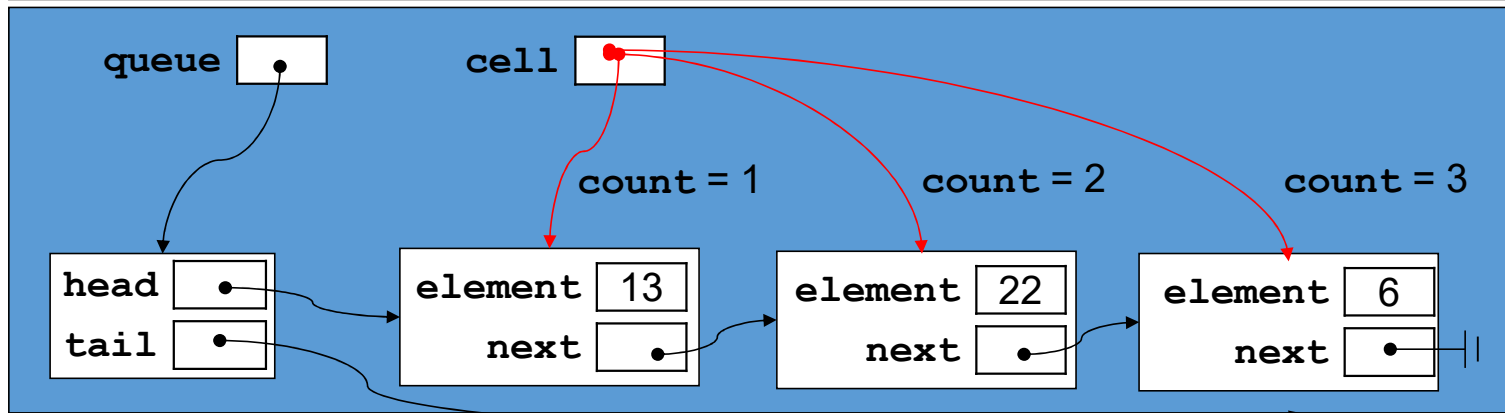 queue
cell
count = 1
count = 2
count = 3
head
tail
element 13
next
element 22
next
element 6
next